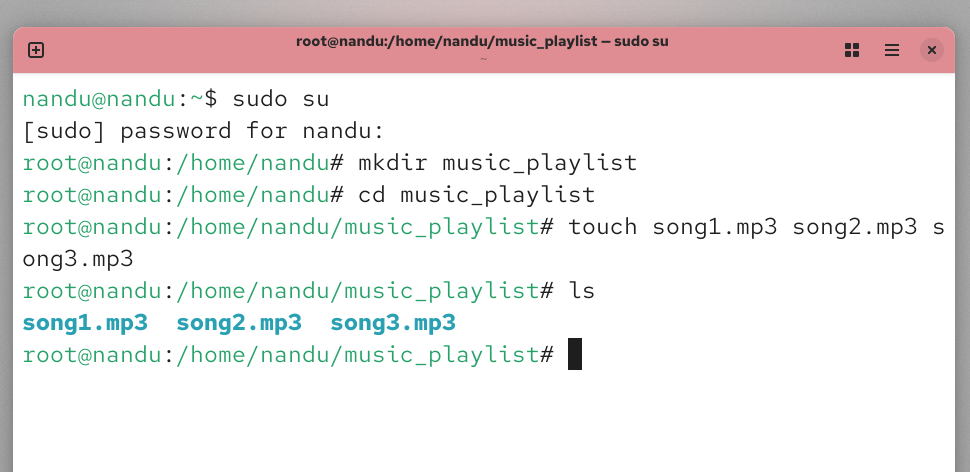 root@nandu:/home/nandu/music_playlist — sudo su
~
nandu@nandu:~$ sudo su
[sudo] password for nandu:
root@nandu:/home/nandu# mkdir music_playlist
root@nandu:/home/nandu# cd music_playlist
root@nandu:/home/nandu/music_playlist# touch song1.mp3 song2.mp3 s
ong3.mp3
root@nandu:/home/nandu/music_playlist# ls
song1.mp3  song2.mp3  song3.mp3
root@nandu:/home/nandu/music_playlist#